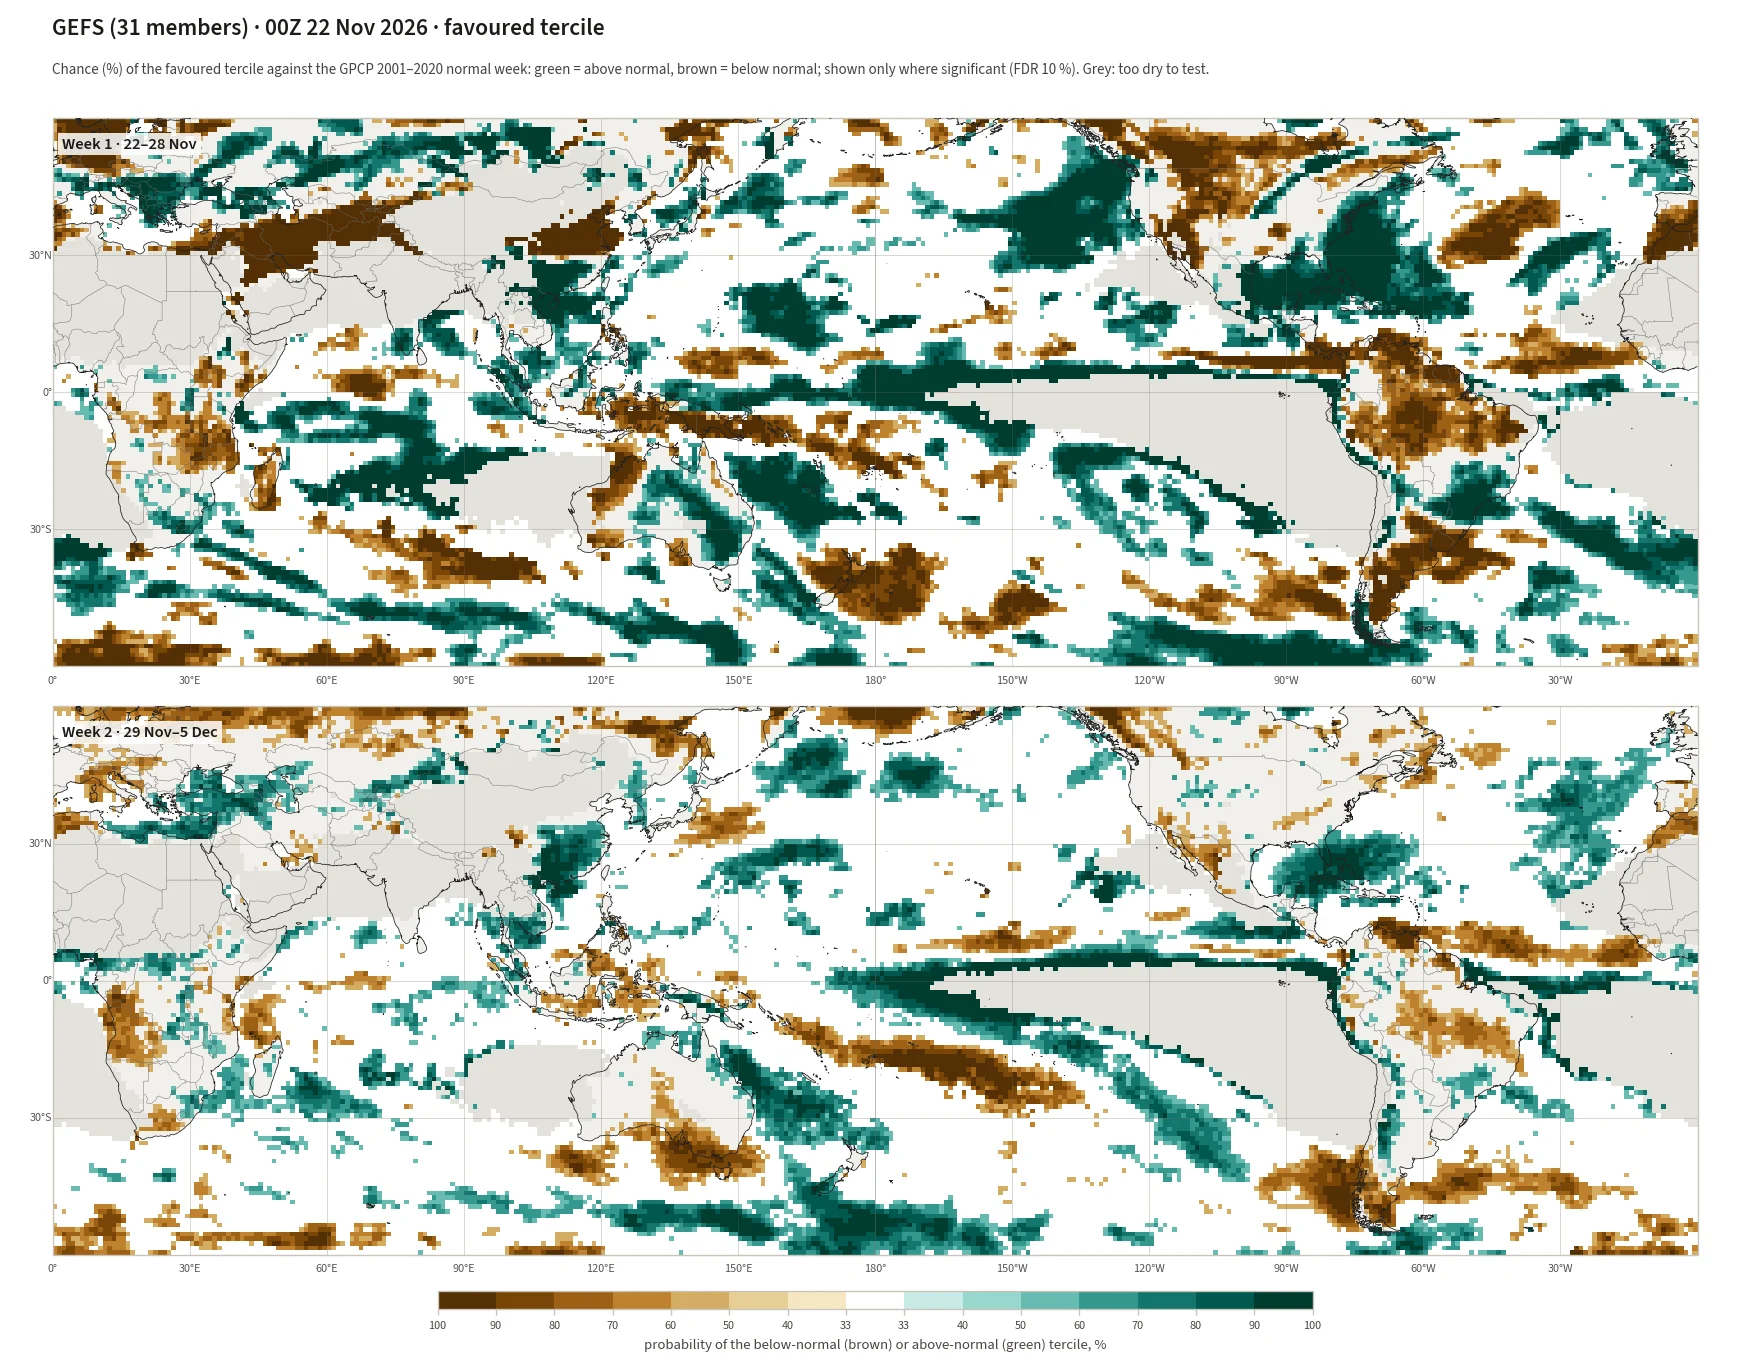 GEFS (31 members) · 00Z 22 Nov 2026 · favoured tercile
Chance (%) of the favoured tercile against the GPCP 2001–2020 normal week: green = above normal, brown = below normal; shown only where significant (FDR 10 %). Grey: too dry to test.
Week 1 · 22–28 Nov
30°N
0°
30°S
0° 30°E 60°E 90°E 120°E 150°E 180° 150°W 120°W 90°W 60°W 30°W
Week 2 · 29 Nov–5 Dec
30°N
0°
30°S
0° 30°E 60°E 90°E 120°E 150°E 180° 150°W 120°W 90°W 60°W 30°W
100 90 80 70 60 50 40 33 33 40 50 60 70 80 90 100
probability of the below-normal (brown) or above-normal (green) tercile, %